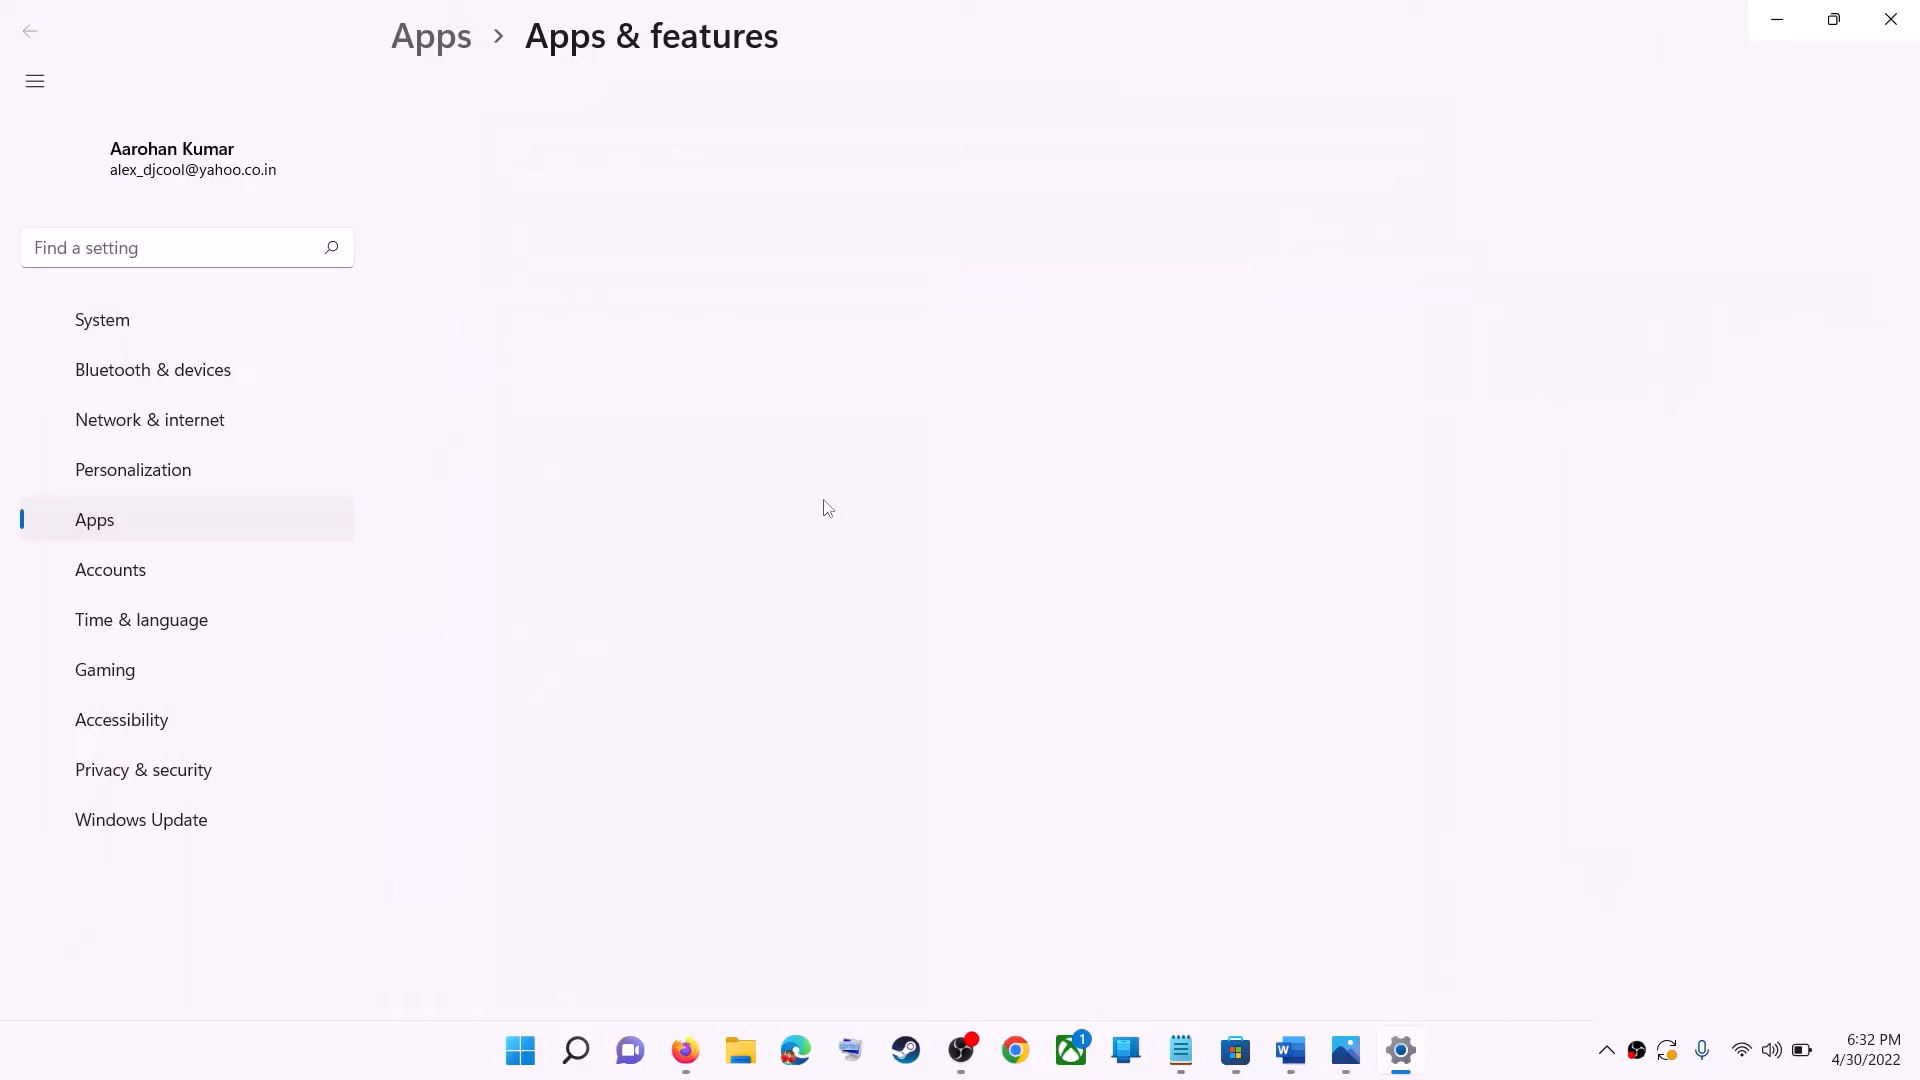 Apps > Apps & features
Aarohan Kumar
alex_djcool@yahoo.co.in
Find a setting
System
Bluetooth & devices
Network & internet
Personalization
Apps
Accounts
Time & language
Gaming
Accessibility
Privacy & security
Windows Update
1
W
6:32 PM
4/30/2022